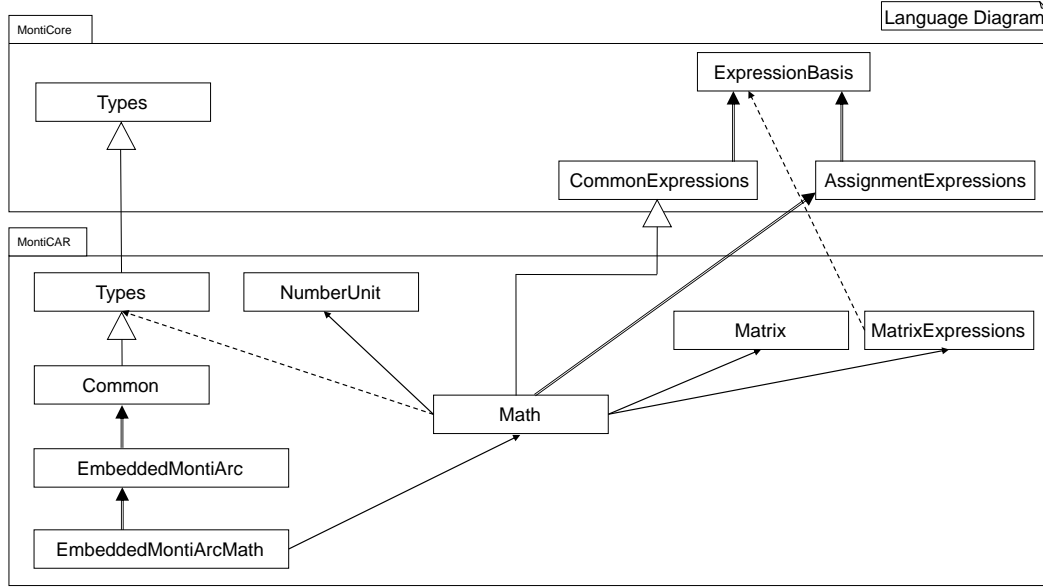 Language Diagram
MontiCore
ExpressionBasis
Types
CommonExpressions
AssignmentExpressions
MontiCAR
Types
NumberUnit
Matrix
MatrixExpressions
Common
Math
EmbeddedMontiArc
EmbeddedMontiArcMath